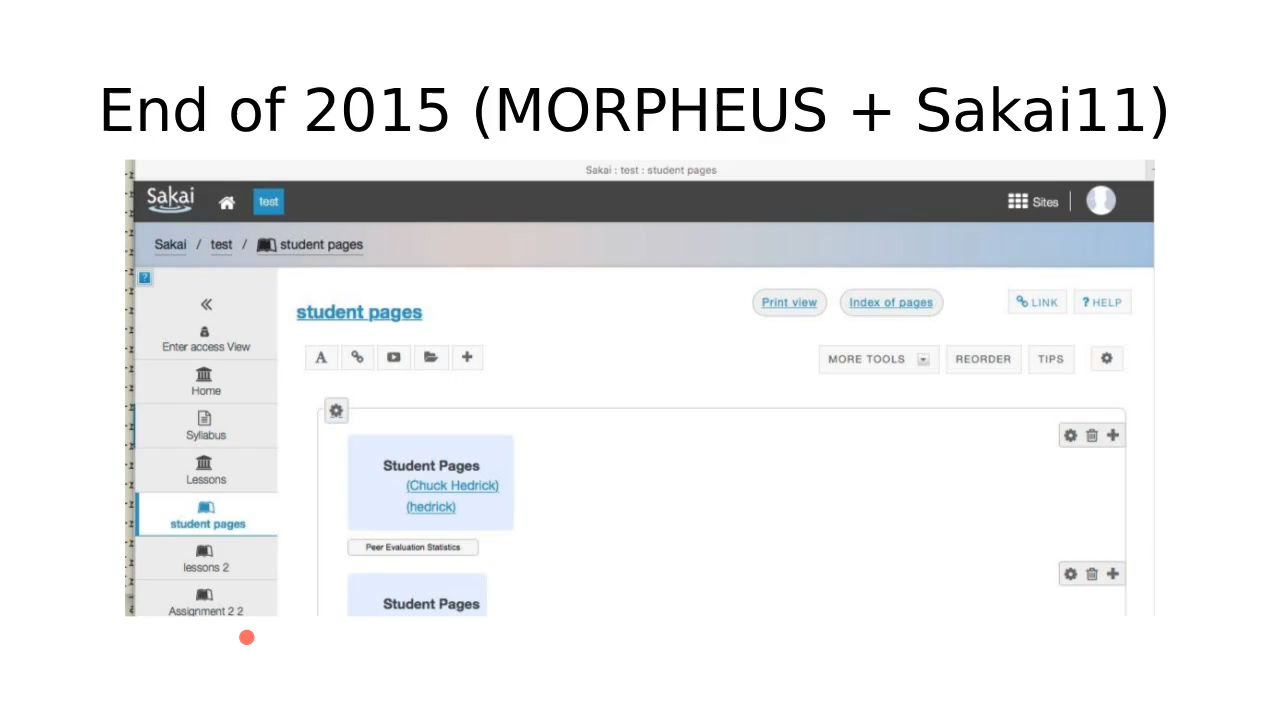 End of 2015 (MORPHEUS + Sakai11)
Sakai : test : student pages
Sakai
test
Sites
Sakai / test / student pages
?
student pages
Print view
Index of pages
LINK
? HELP
Enter access View
A
MORE TOOLS
REORDER
TIPS
Home
Syllabus
Student Pages
(Chuck Hedrick)
(hedrick)
Lessons
student pages
Peer Evaluation Statistics
lessons 2
Student Pages
Assignment 2 2